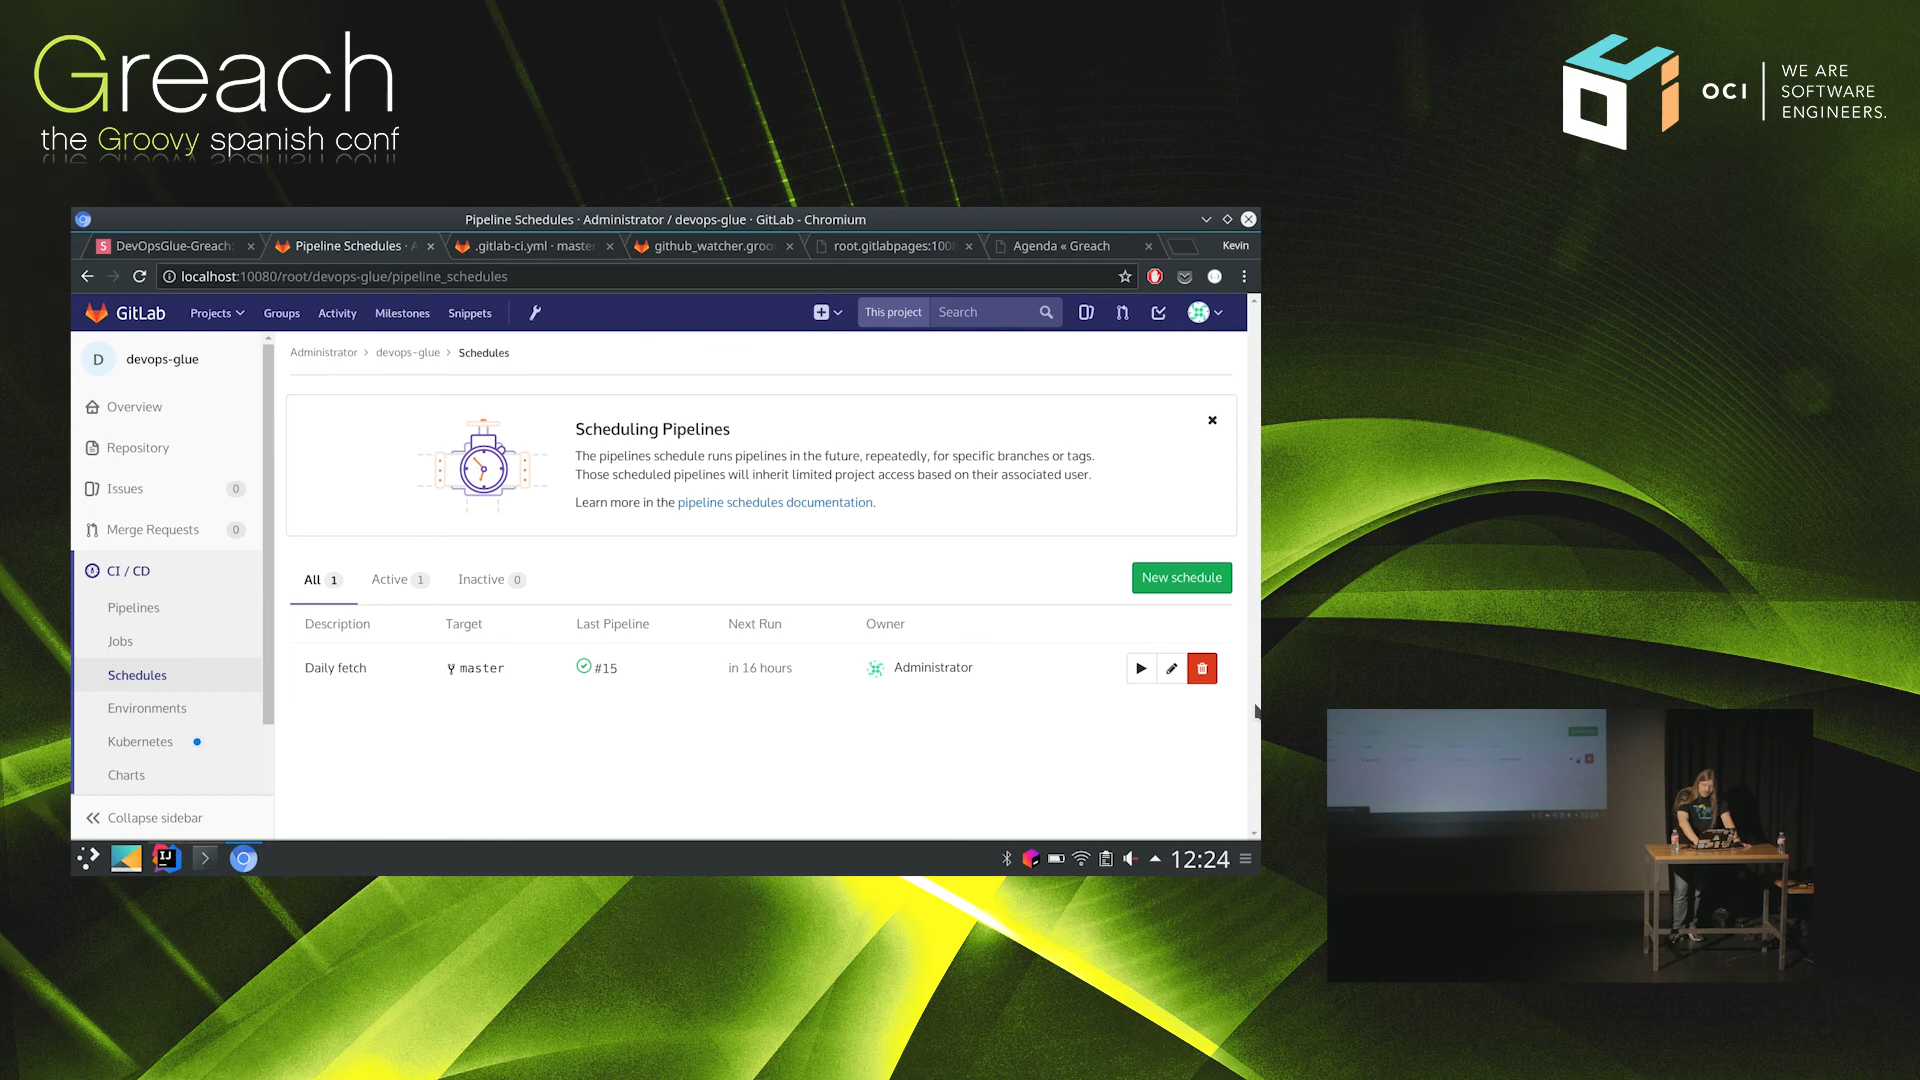 Greach
the Groovy spanish conf
OCI
WE ARE
SOFTWARE
ENGINEERS.
Pipeline Schedules · Administrator / devops-glue · GitLab - Chromium
DevOpsGlue-Greach:
Pipeline Schedules ·
.gitlab-ci.yml · master
github_watcher.groo
root.gitlabpages:100
Agenda « Greach
Kevin
localhost:10080/root/devops-glue/pipeline_schedules
GitLab
Projects
Groups
Activity
Milestones
Snippets
This project
Search
D
devops-glue
Administrator > devops-glue > Schedules
Overview
Repository
Issues 0
Merge Requests 0
CI / CD
Pipelines
Jobs
Schedules
Environments
Kubernetes
Charts
Collapse sidebar
Scheduling Pipelines
The pipelines schedule runs pipelines in the future, repeatedly, for specific branches or tags.
Those scheduled pipelines will inherit limited project access based on their associated user.
Learn more in the pipeline schedules documentation.
All 1 Active 1 Inactive 0
New schedule
Description Target Last Pipeline Next Run Owner
Daily fetch master #15 in 16 hours Administrator
IJ
12:24